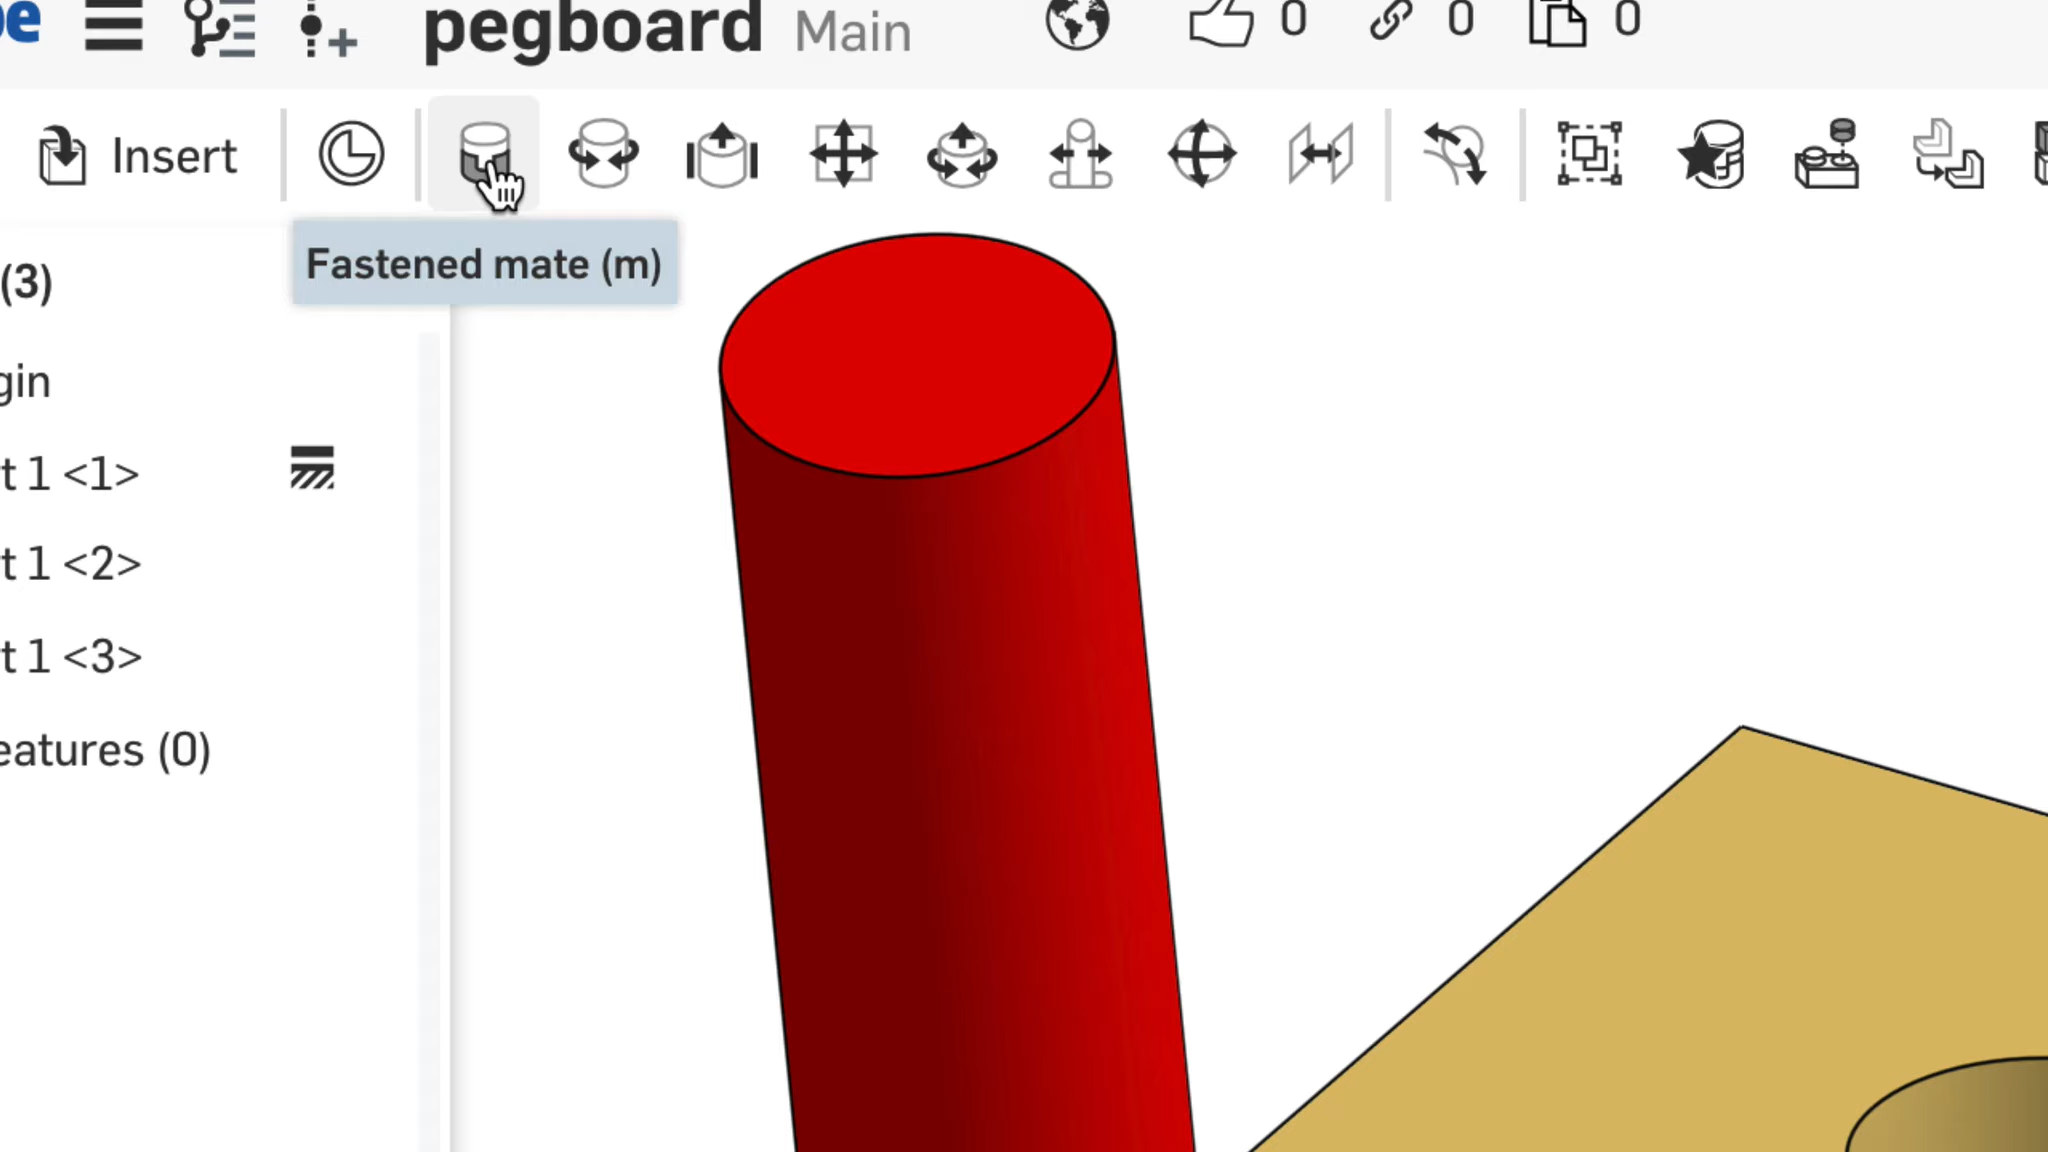 pegboard Main 0 0 0
Insert
Fastened mate (m)
(3)
gin
t 1 <1>
t 1 <2>
t 1 <3>
eatures (0)